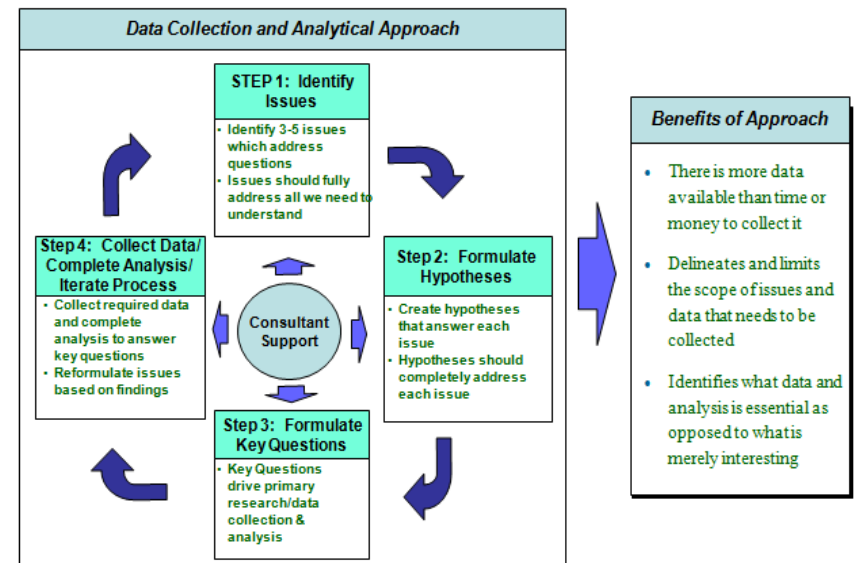 Data Collection and Analytical Approach
STEP 1: Identify
Issues
• Identify 3-5 issues
which address
questions
• Issues should fully
address all we need to
understand
Step 2: Formulate
Hypotheses
• Create hypotheses
that answer each
issue
• Hypotheses should
completely address
each issue
Step 3: Formulate
Key Questions
• Key Questions
drive primary
research/data
collection &
analysis
Step 4: Collect Data/
Complete Analysis/
Iterate Process
• Collect required data
and complete
analysis to answer
key questions
• Reformulate issues
based on findings
Consultant
Support
Benefits of Approach
• There is more data
available than time or
money to collect it
• Delineates and limits
the scope of issues and
data that needs to be
collected
• Identifies what data and
analysis is essential as
opposed to what is
merely interesting